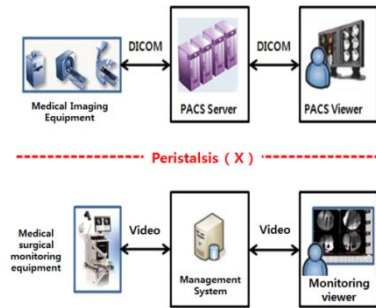 DICOM
DICOM
Medical Imaging
Equipment
PACS Server
PACS Viewer
Peristalsis ( X )
Medical
surgical
monitoring
equipment
Video
Video
Management
System
Monitoring
viewer